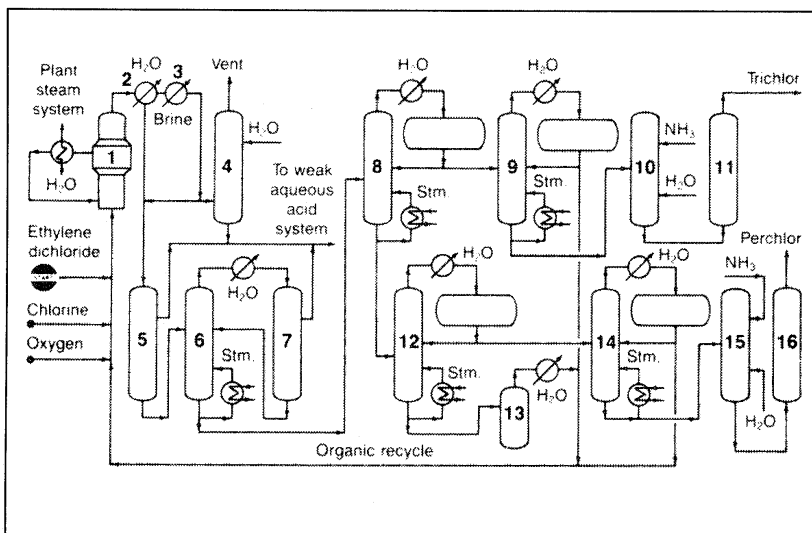 Plant
steam
system
2
H₂O
3
Brine
1
H₂O
Vent
4
H₂O
To weak
aqueous
acid
system
Ethylene
dichloride
Chlorine
Oxygen
5
6
7
H₂O
Stm.
H₂O
8
Stm.
H₂O
9
Stm.
10
NH₃
H₂O
11
Trichlor
H₂O
12
Stm.
13
H₂O
H₂O
14
Stm.
NH₃
15
H₂O
Perchlor
16
Organic recycle